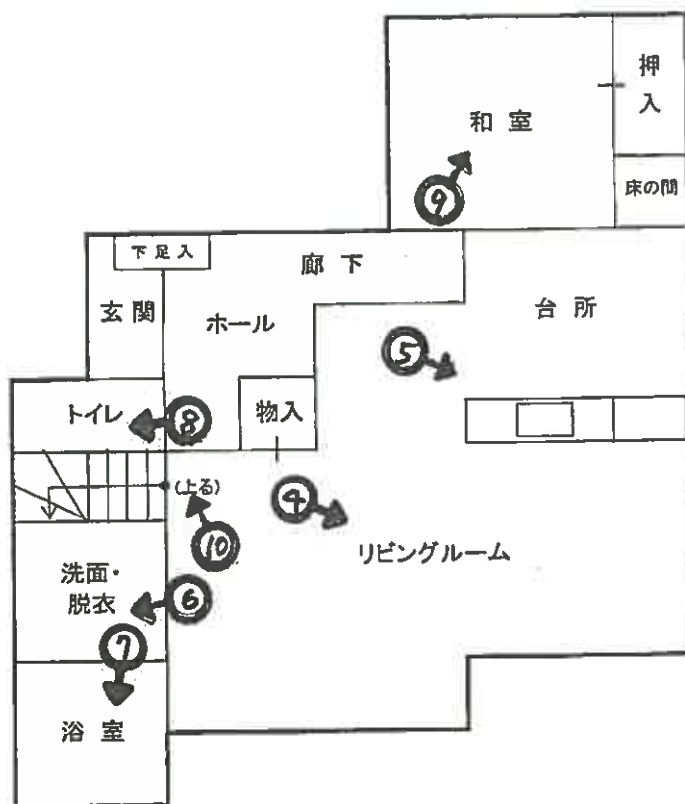 押
入
和室
床の間
⑨
下足入
廊下
玄関
ホール
台所
⑤
トイレ
⑧
物入
(上る)
④
⑩
リビングルーム
洗面・
脱衣
⑥
⑦
浴室